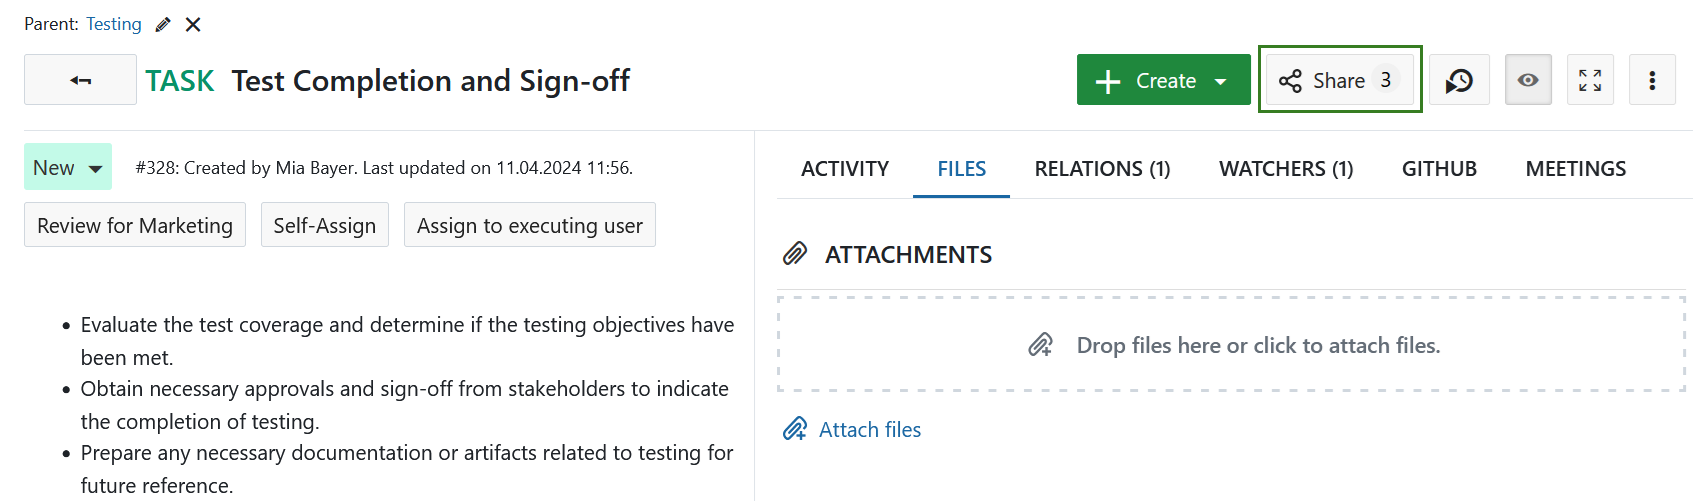 Parent: Testing
TASK Test Completion and Sign-off
Create
Share 3
New
#328: Created by Mia Bayer. Last updated on 11.04.2024 11:56.
Review for Marketing
Self-Assign
Assign to executing user
• Evaluate the test coverage and determine if the testing objectives have
been met.
• Obtain necessary approvals and sign-off from stakeholders to indicate
the completion of testing.
• Prepare any necessary documentation or artifacts related to testing for
future reference.
ACTIVITY
FILES
RELATIONS (1)
WATCHERS (1)
GITHUB
MEETINGS
ATTACHMENTS
Drop files here or click to attach files.
Attach files